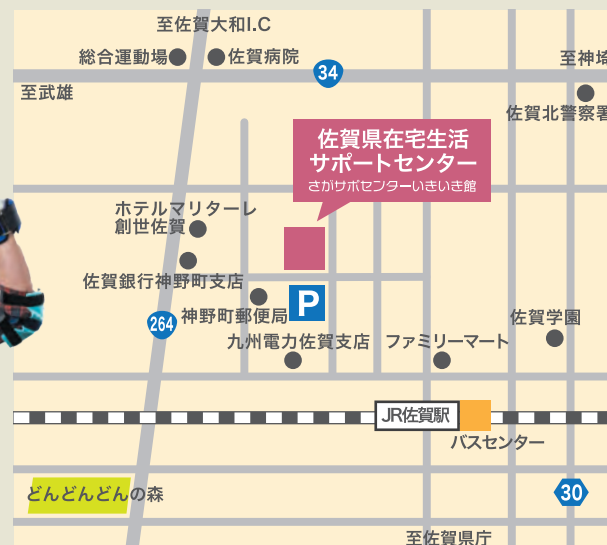 至佐賀大和I.C
総合運動場
佐賀病院
34
至神埼
至武雄
佐賀北警察署
佐賀県在宅生活
サポートセンター
さがサポセンターいきいき館
ホテルマリターレ
創世佐賀
佐賀銀行神野町支店
P
神野町郵便局
264
佐賀学園
九州電力佐賀支店
ファミリーマート
JR佐賀駅
バスセンター
どんどんどんの森
30
至佐賀県庁